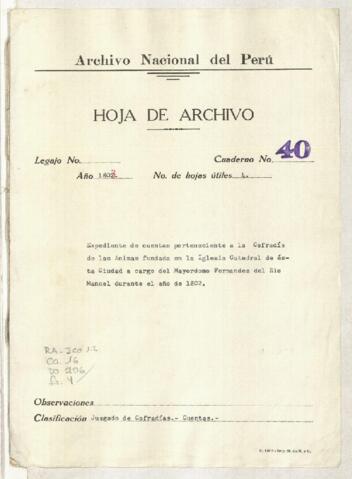 Archivo Nacional del Perú
HOJA DE ARCHIVO
Legajo No. Cuaderno No. 40
Año 1802 No. de hojas útiles 4.
Expediente de cuentas perteneciente a la Cofradía
de las Animas fundada en la Iglesia Catedral de és-
ta Ciudad a cargo del Mayordomo Fernandez del Rio
Manuel durante el año de 1802.
CA. 16
Observaciones
Clasificación Juzgado de Cofradías.- Cuentas.-